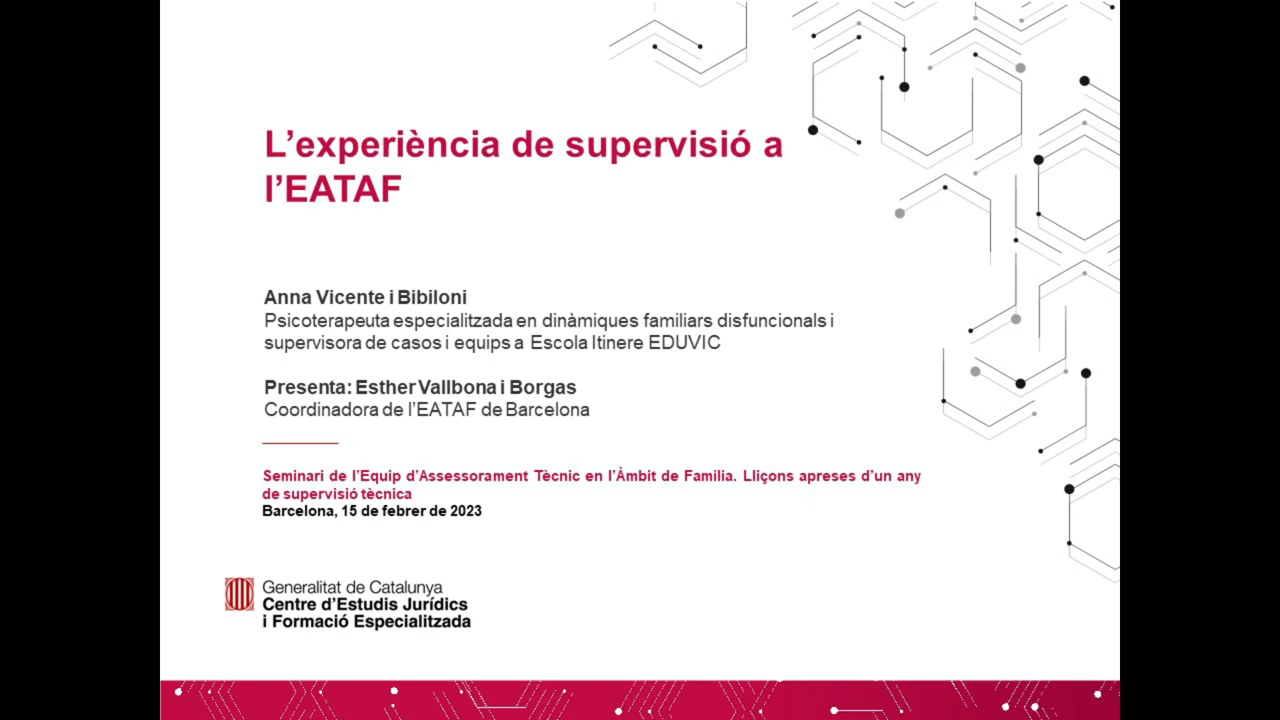 L’experiència de supervisió a
l’EATAF
Anna Vicente i Bibiloni
Psicoterapeuta especialitzada en dinàmiques familiars disfuncionals i
supervisora de casos i equips a Escola Itinere EDUVIC
Presenta: Esther Vallbona i Borgas
Coordinadora de l’EATAF de Barcelona
Seminari de l’Equip d’Assessorament Tècnic en l’Àmbit de Família. Lliçons apreses d’un any
de supervisió tècnica
Barcelona, 15 de febrer de 2023
Generalitat de Catalunya
Centre d’Estudis Jurídics
i Formació Especialitzada